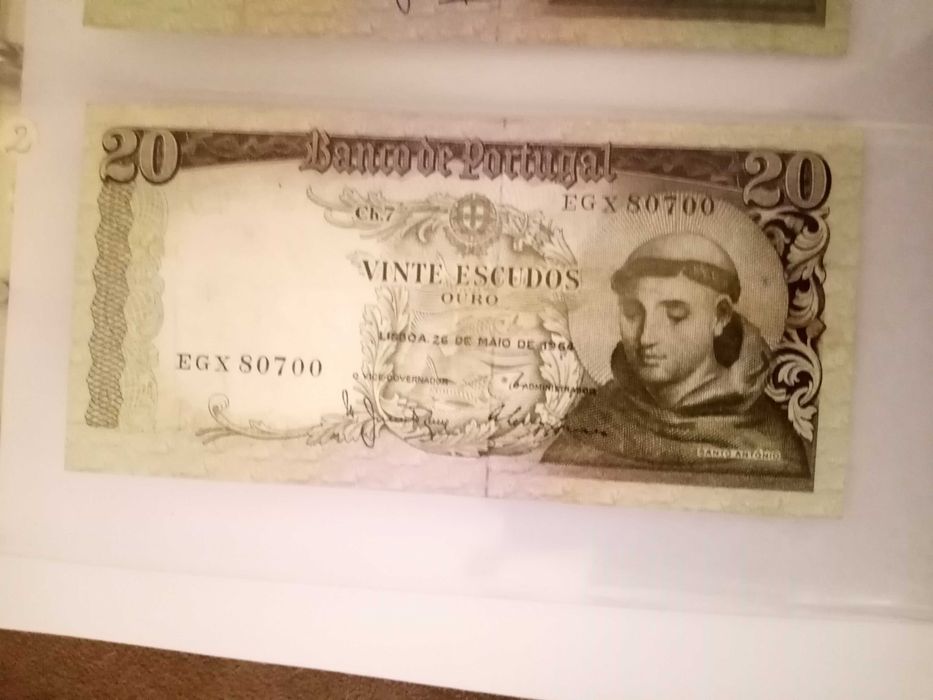 20 Banco de Portugal 20
Ch.7
EGX 80700
VINTE ESCUDOS
OURO
LISBOA. 26 DE MAIO DE 1964
EGX 80700
O VICE-GOVERNADOR
O ADMINISTRADOR
SANTO ANTÓNIO
2